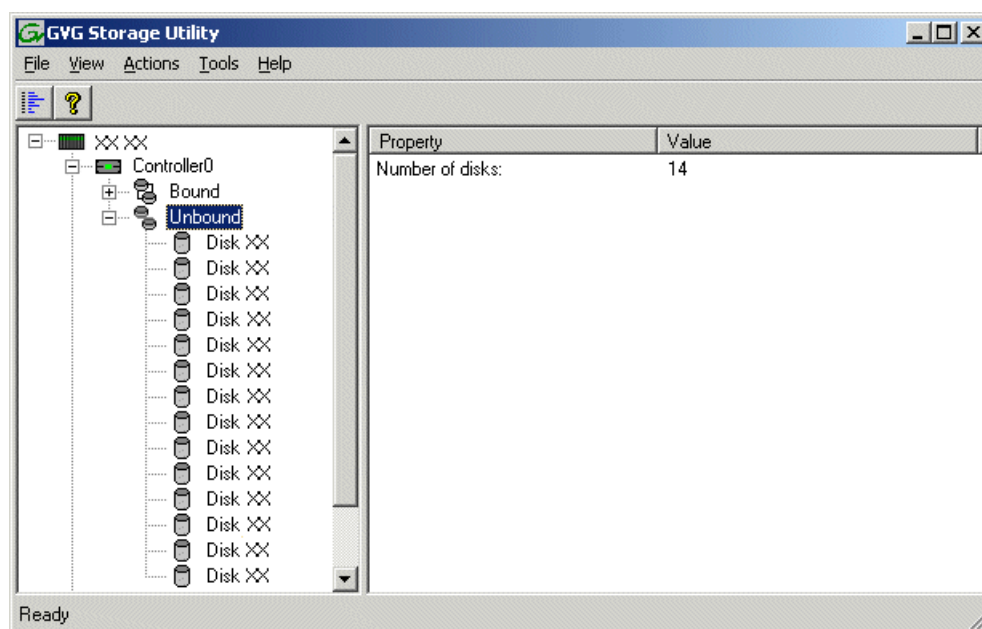 GVG Storage Utility
File View Actions Tools Help
XX XX
Controller0
Bound
Unbound
Disk XX
Disk XX
Disk XX
Disk XX
Disk XX
Disk XX
Disk XX
Disk XX
Disk XX
Disk XX
Disk XX
Disk XX
Disk XX
Disk XX
Property Value
Number of disks: 14
Ready